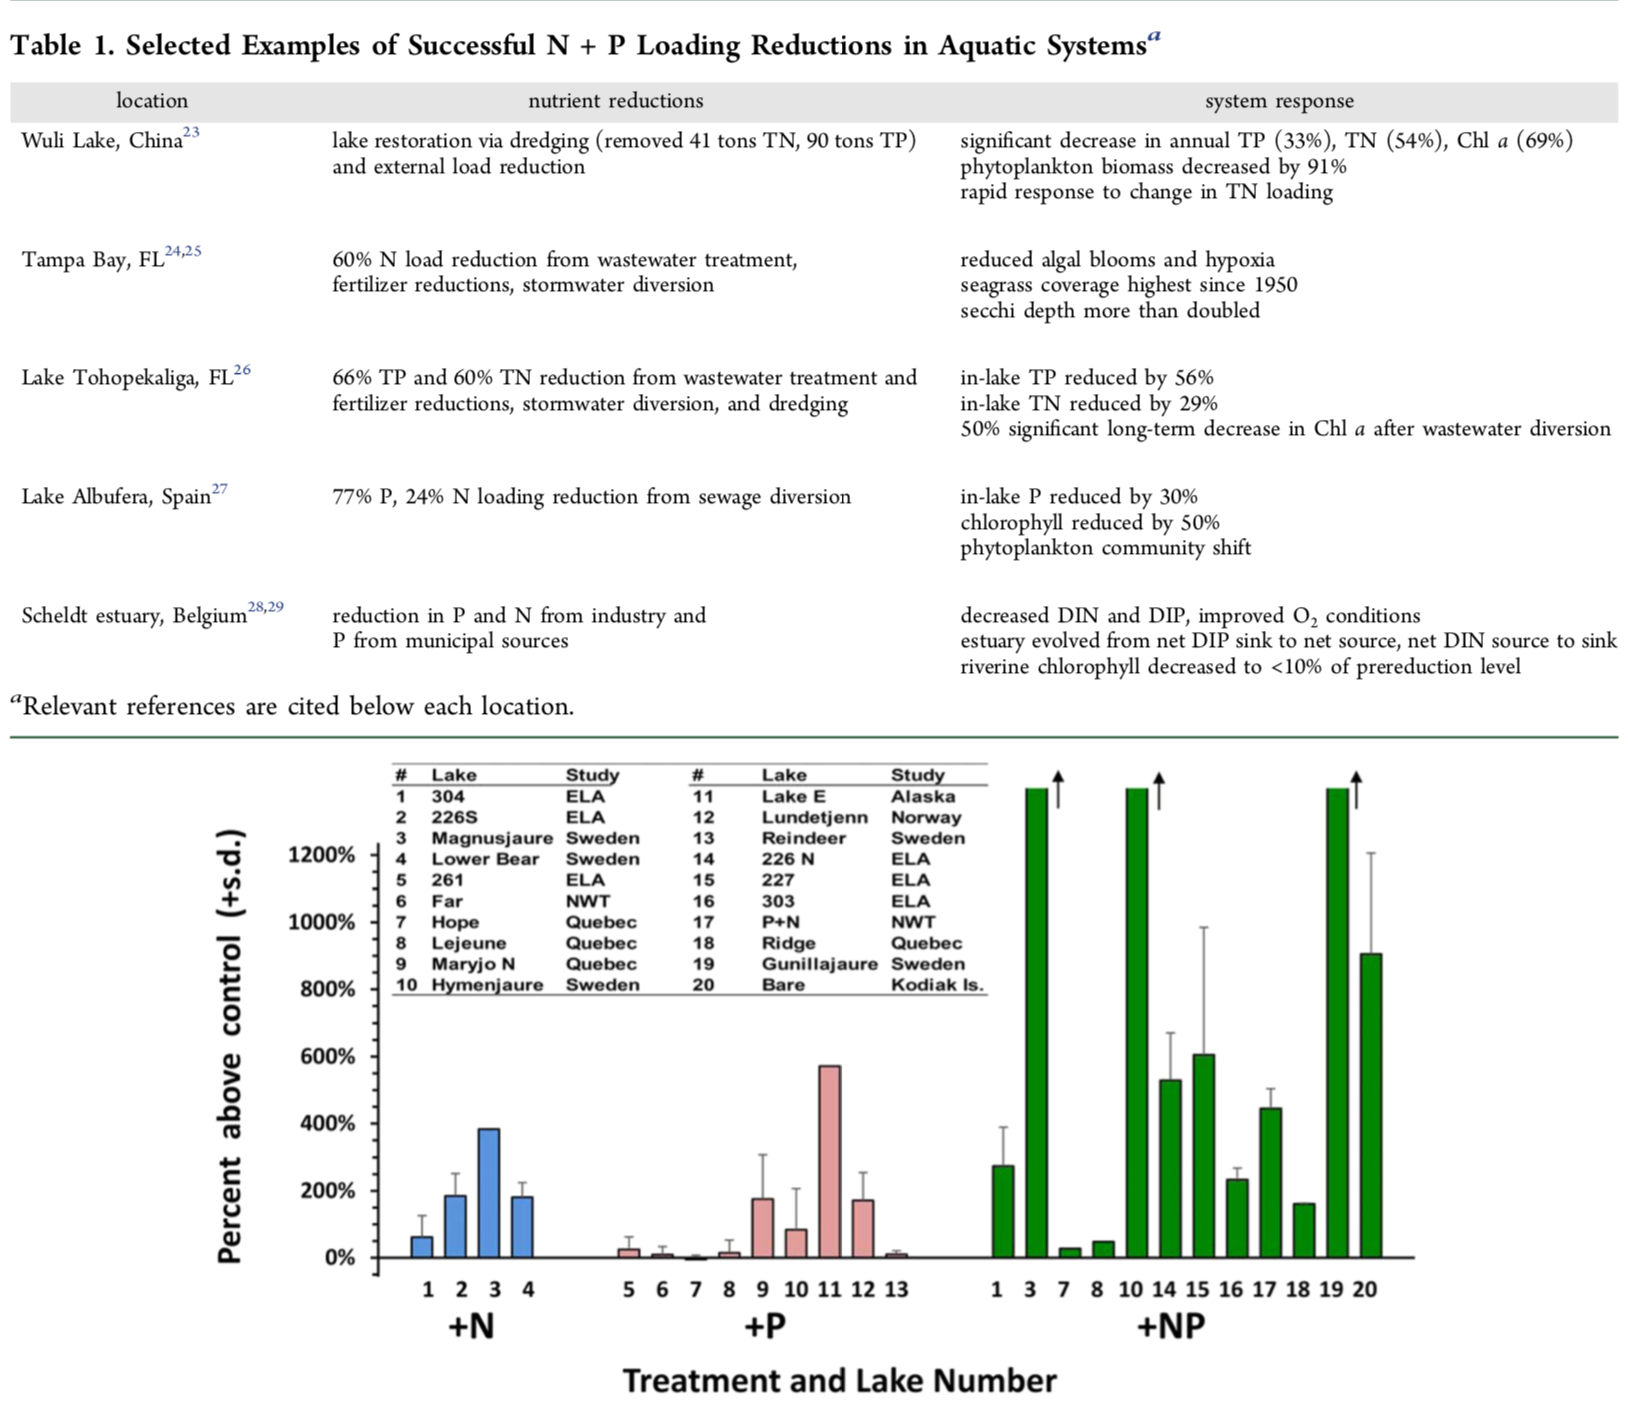 Table 1. Selected Examples of Successful N + P Loading Reductions in Aquatic Systemsa
location nutrient reductions system response
Wuli Lake, China23 lake restoration via dredging (removed 41 tons TN, 90 tons TP) significant decrease in annual TP (33%), TN (54%), Chl a (69%)
and external load reduction phytoplankton biomass decreased by 91%
rapid response to change in TN loading
Tampa Bay, FL24,25 60% N load reduction from wastewater treatment, reduced algal blooms and hypoxia
fertilizer reductions, stormwater diversion seagrass coverage highest since 1950
secchi depth more than doubled
Lake Tohopekaliga, FL26 66% TP and 60% TN reduction from wastewater treatment and in-lake TP reduced by 56%
fertilizer reductions, stormwater diversion, and dredging in-lake TN reduced by 29%
50% significant long-term decrease in Chl a after wastewater diversion
Lake Albufera, Spain27 77% P, 24% N loading reduction from sewage diversion in-lake P reduced by 30%
chlorophyll reduced by 50%
phytoplankton community shift
Scheldt estuary, Belgium28,29 reduction in P and N from industry and decreased DIN and DIP, improved O2 conditions
P from municipal sources estuary evolved from net DIP sink to net source, net DIN source to sink
riverine chlorophyll decreased to <10% of prereduction level
aRelevant references are cited below each location.
# Lake Study # Lake Study
1 304 ELA 11 Lake E Alaska
2 226S ELA 12 Lundetjenn Norway
3 Magnusjaure Sweden 13 Reindeer Sweden
4 Lower Bear Sweden 14 226 N ELA
5 261 ELA 15 227 ELA
6 Far NWT 16 303 ELA
7 Hope Quebec 17 P+N NWT
8 Lejeune Quebec 18 Ridge Quebec
9 Maryjo N Quebec 19 Gunillajaure Sweden
10 Hymenjaure Sweden 20 Bare Kodiak Is.
Percent above control (+s.d.)
1200%
1000%
800%
600%
400%
200%
0%
1 2 3 4 5 6 7 8 9 10 11 12 13 1 3 7 8 10 14 15 16 17 18 19 20
+N +P +NP
Treatment and Lake Number